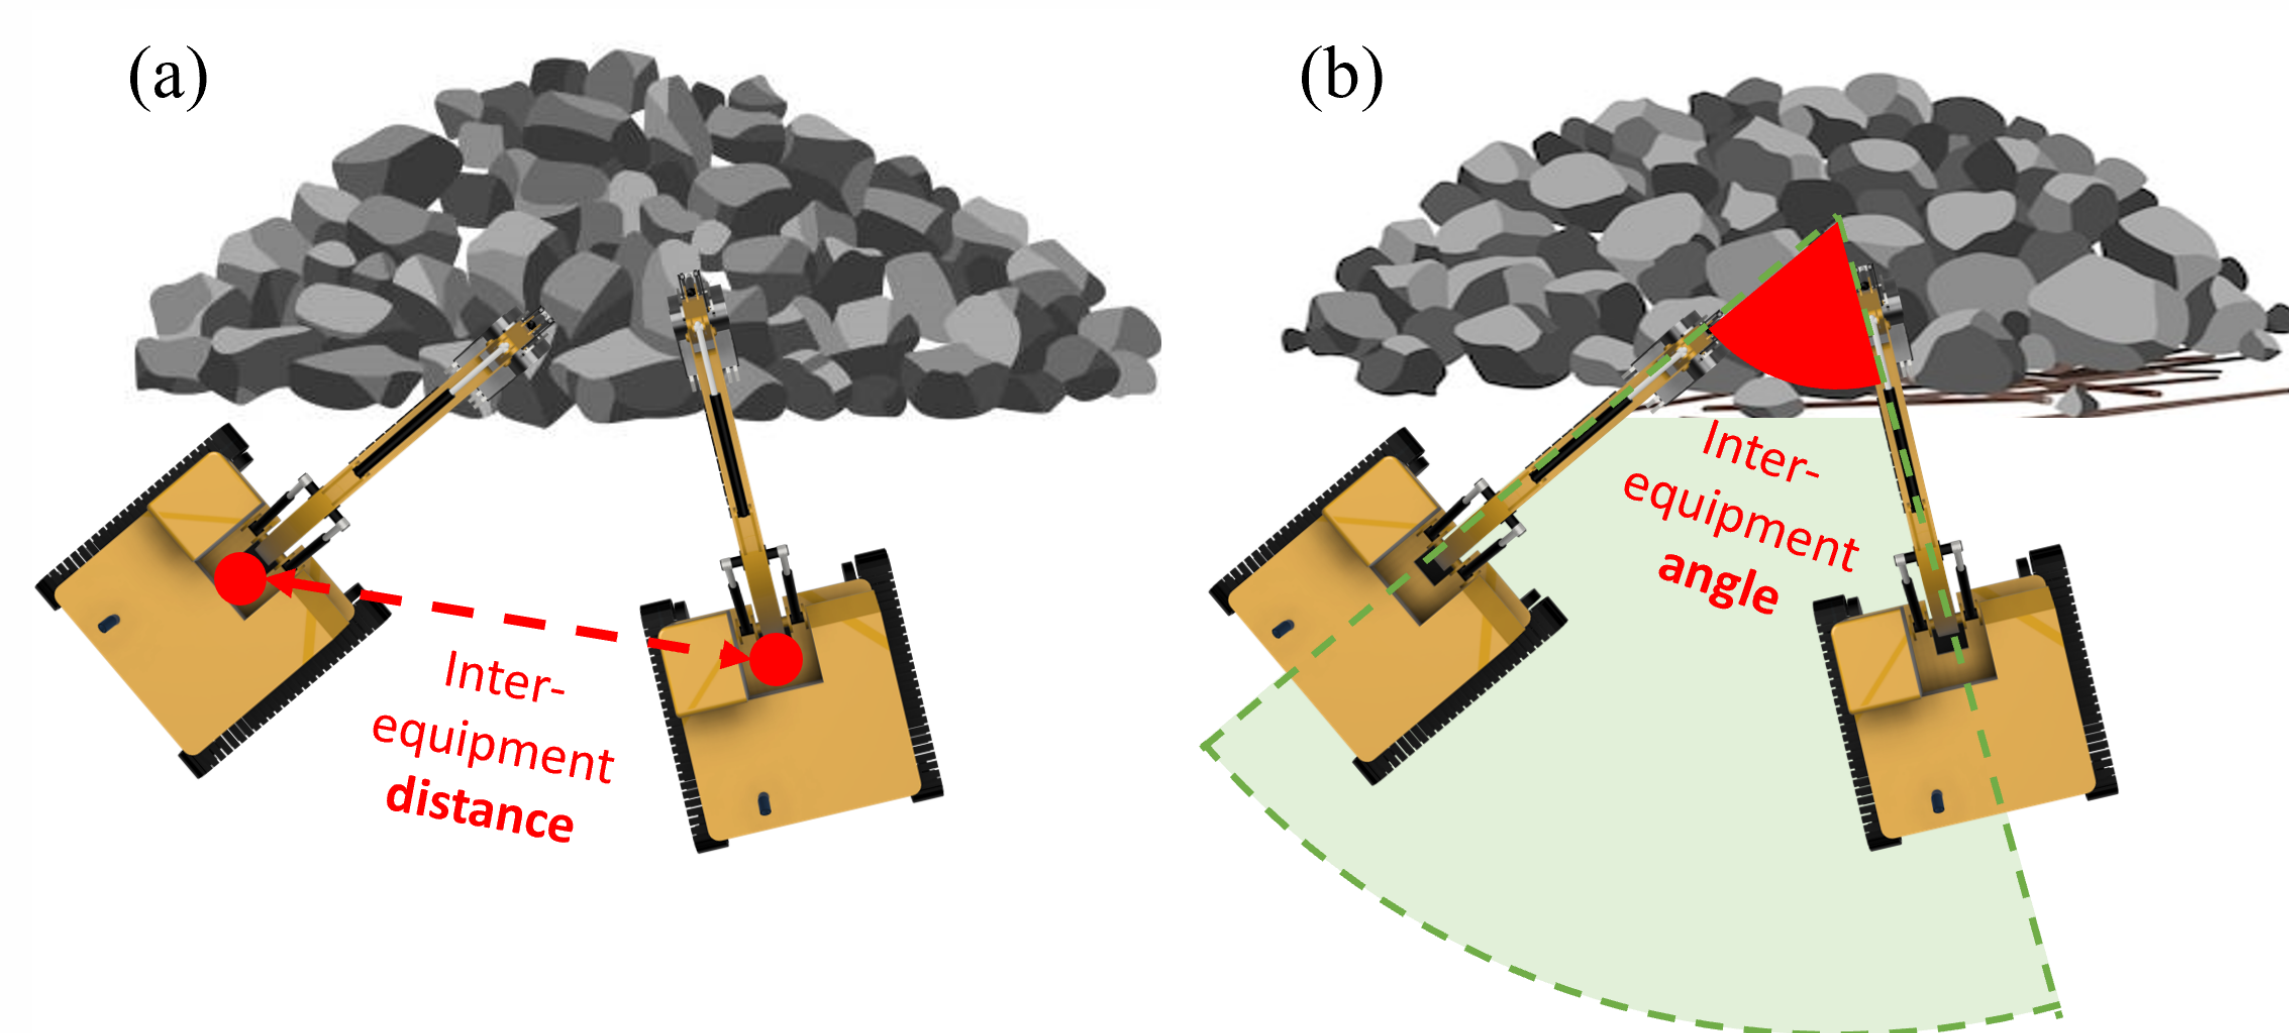 (a)
Inter-
equipment
distance
(b)
Inter-
equipment
angle